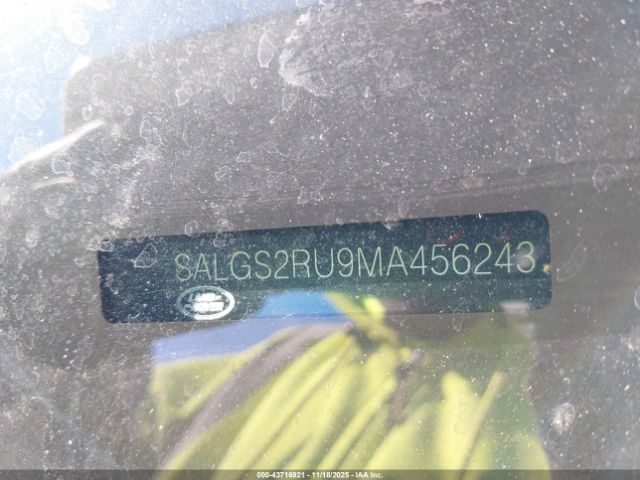 SALGS2RU9MA456243
000-43716921 - 11/18/2025 - IAA Inc.